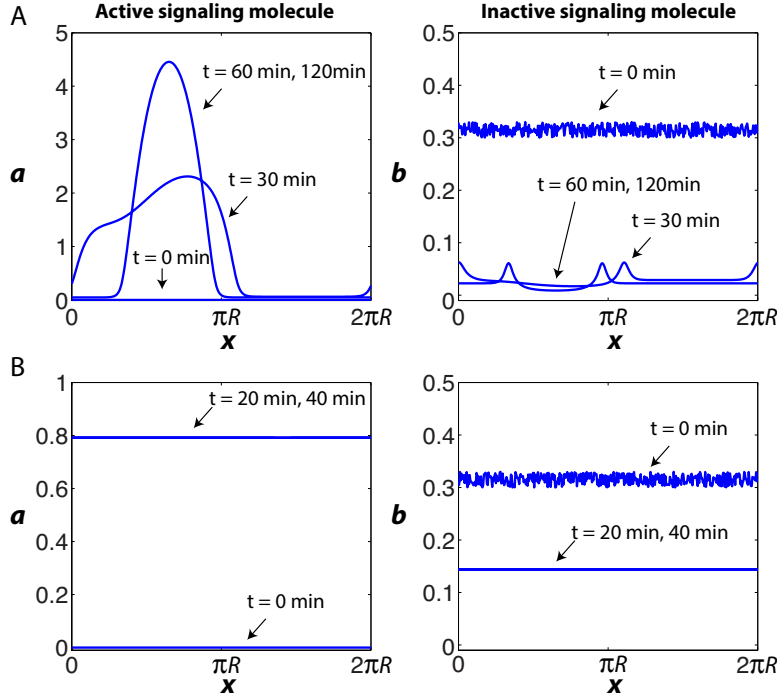 A
Active signaling molecule
Inactive signaling molecule
5
4
3
2
1
0
a
t = 60 min, 120min
t = 30 min
t = 0 min
0
πR
2πR
x
0.5
0.4
0.3
0.2
0.1
0
b
t = 0 min
t = 60 min, 120min
t = 30 min
0
πR
2πR
x
B
1
0.8
0.6
0.4
0.2
0
a
t = 20 min, 40 min
t = 0 min
0
πR
2πR
x
0.5
0.4
0.3
0.2
0.1
0
b
t = 0 min
t = 20 min, 40 min
0
πR
2πR
x